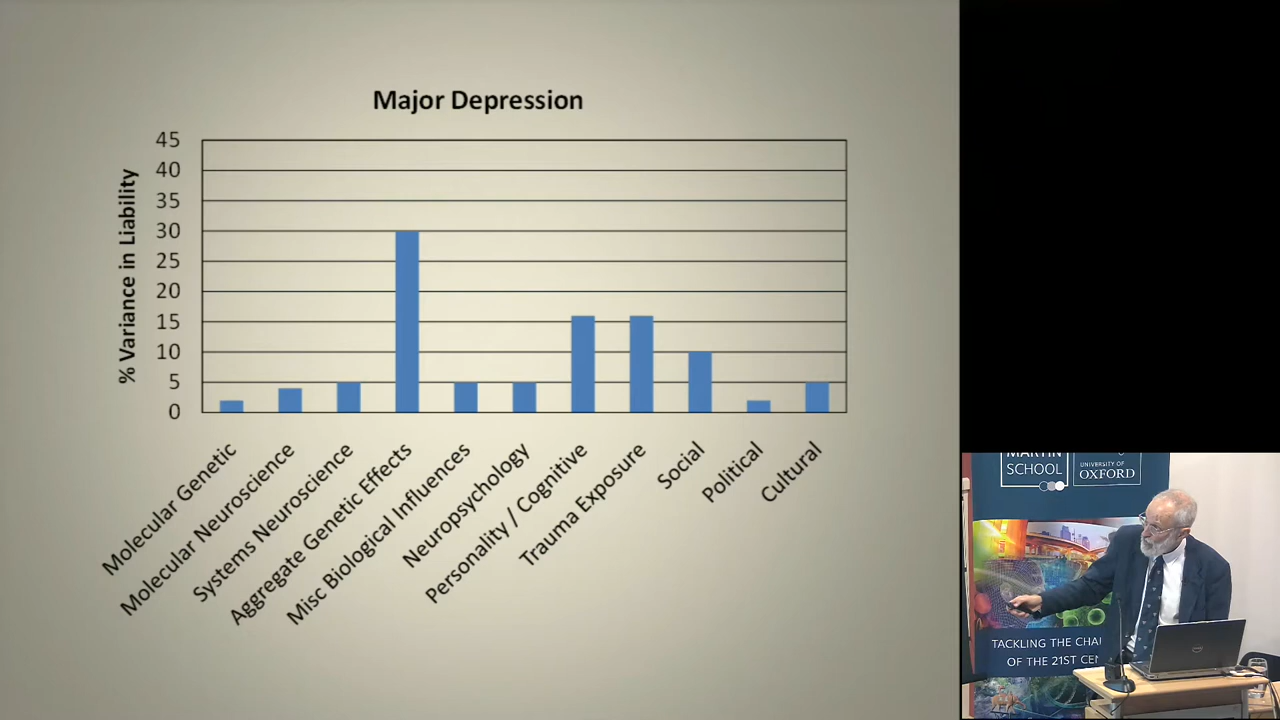 Major Depression
% Variance in Liability
45
40
35
30
25
20
15
10
5
0
Molecular Genetic
Molecular Neuroscience
Systems Neuroscience
Aggregate Genetic Effects
Misc Biological Influences
Neuropsychology
Personality / Cognitive
Trauma Exposure
Social
Political
Cultural
MARTIN
SCHOOL
UNIVERSITY OF
OXFORD
TACKLING THE CHA
OF THE 21ST CEN